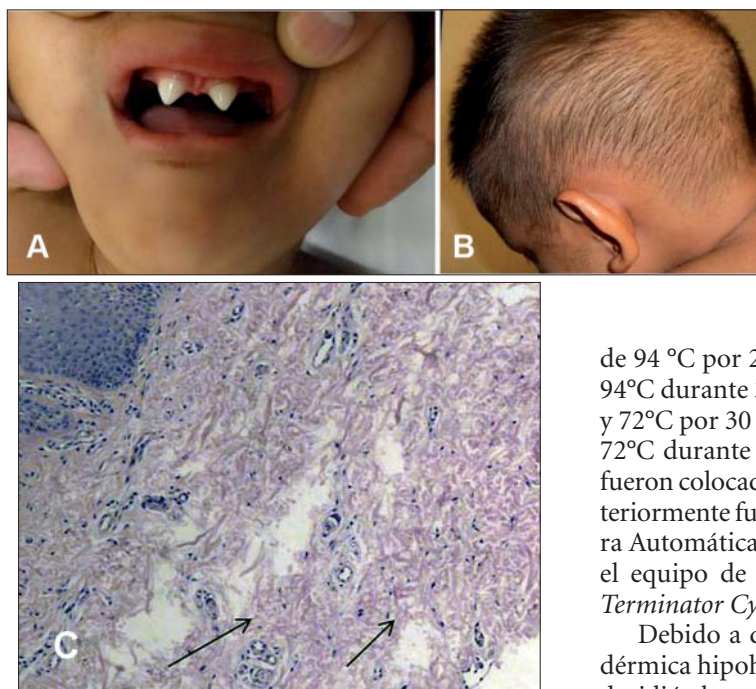 A
B
C
de 94 °C por 2
94°C durante
y 72°C por 30
72°C durante
fueron colocad
teriormente fu
ra Automática
el equipo de
Terminator Cy
Debido a
dérmica hipoh